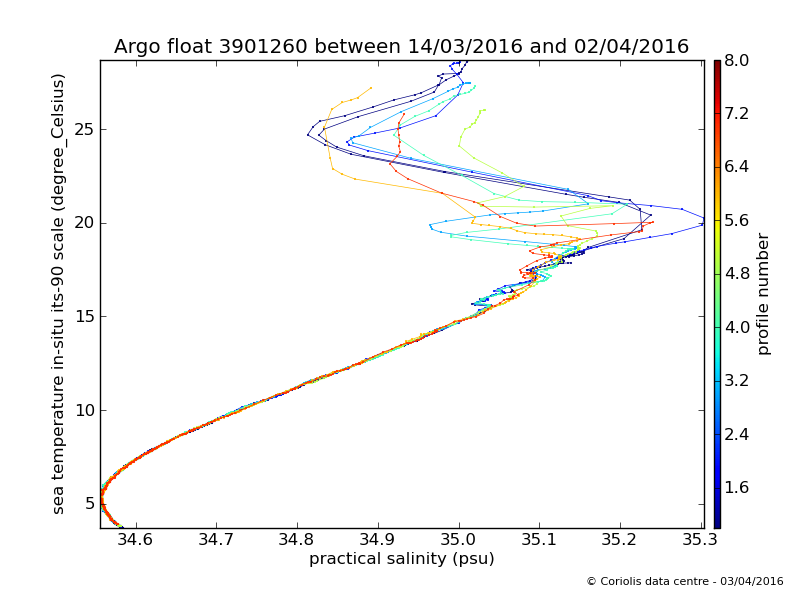 Argo float 3901260 between 14/03/2016 and 02/04/2016
sea temperature in-situ its-90 scale (degree_Celsius)
25
20
15
10
5
34.6 34.7 34.8 34.9 35.0 35.1 35.2 35.3
practical salinity (psu)
8.0
7.2
6.4
5.6
4.8
4.0
3.2
2.4
1.6
profile number
© Coriolis data centre - 03/04/2016